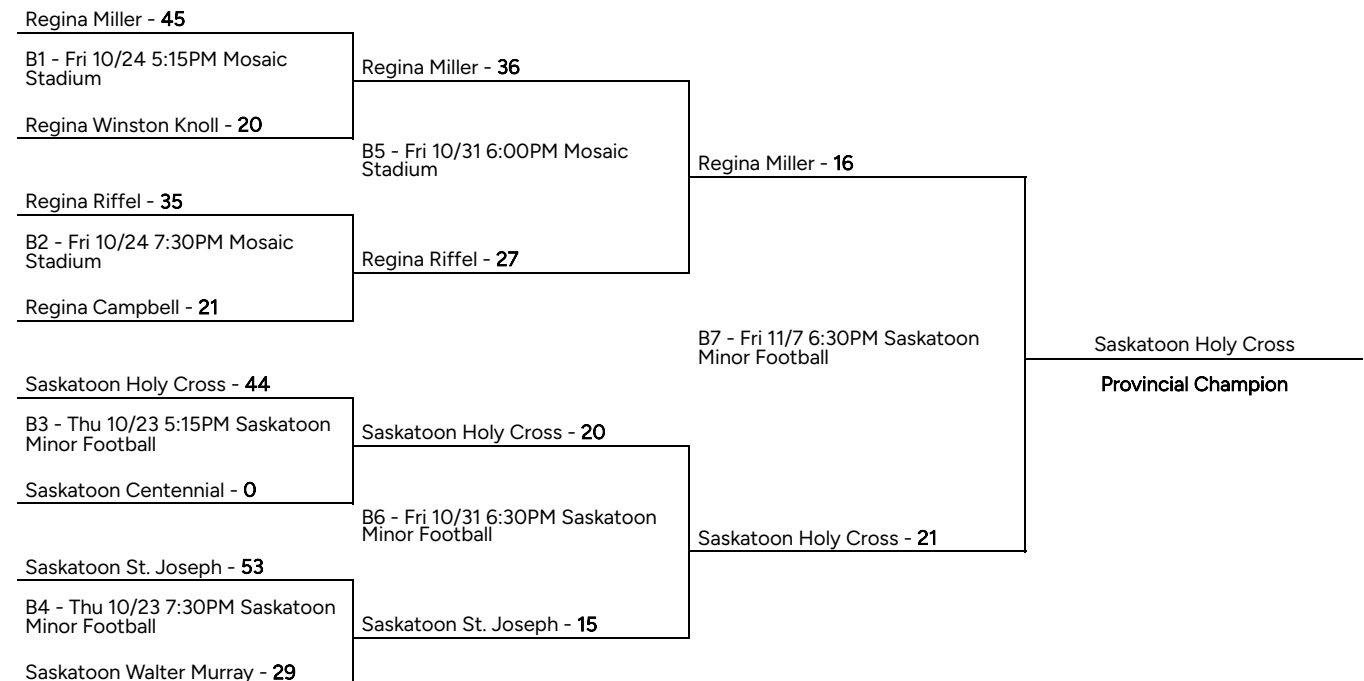 Regina Miller - 45
B1 - Fri 10/24 5:15PM Mosaic
Stadium
Regina Winston Knoll - 20
Regina Riffel - 35
B2 - Fri 10/24 7:30PM Mosaic
Stadium
Regina Campbell - 21
Saskatoon Holy Cross - 44
B3 - Thu 10/23 5:15PM Saskatoon
Minor Football
Saskatoon Centennial - 0
Saskatoon St. Joseph - 53
B4 - Thu 10/23 7:30PM Saskatoon
Minor Football
Saskatoon Walter Murray - 29
Regina Miller - 36
B5 - Fri 10/31 6:00PM Mosaic
Stadium
Regina Riffel - 27
Saskatoon Holy Cross - 20
B6 - Fri 10/31 6:30PM Saskatoon
Minor Football
Saskatoon St. Joseph - 15
Regina Miller - 16
B7 - Fri 11/7 6:30PM Saskatoon
Minor Football
Saskatoon Holy Cross - 21
Saskatoon Holy Cross
Provincial Champion